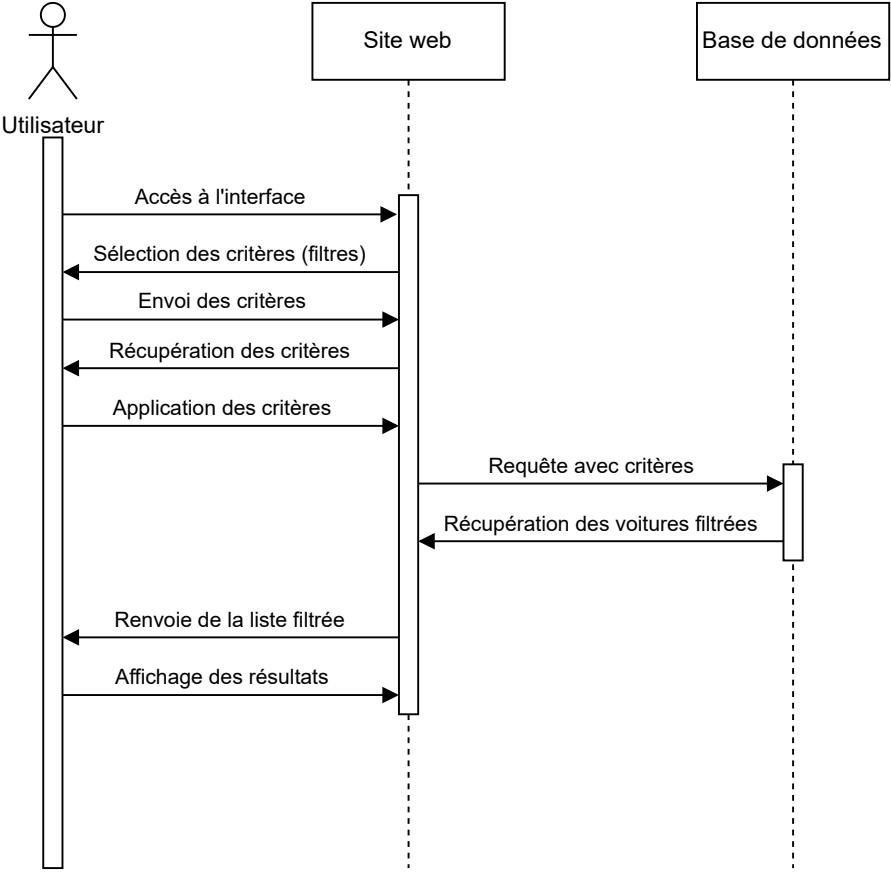 Site web
Base de données
Utilisateur
Accès à l'interface
Sélection des critères (filtres)
Envoi des critères
Récupération des critères
Application des critères
Requête avec critères
Récupération des voitures filtrées
Renvoie de la liste filtrée
Affichage des résultats